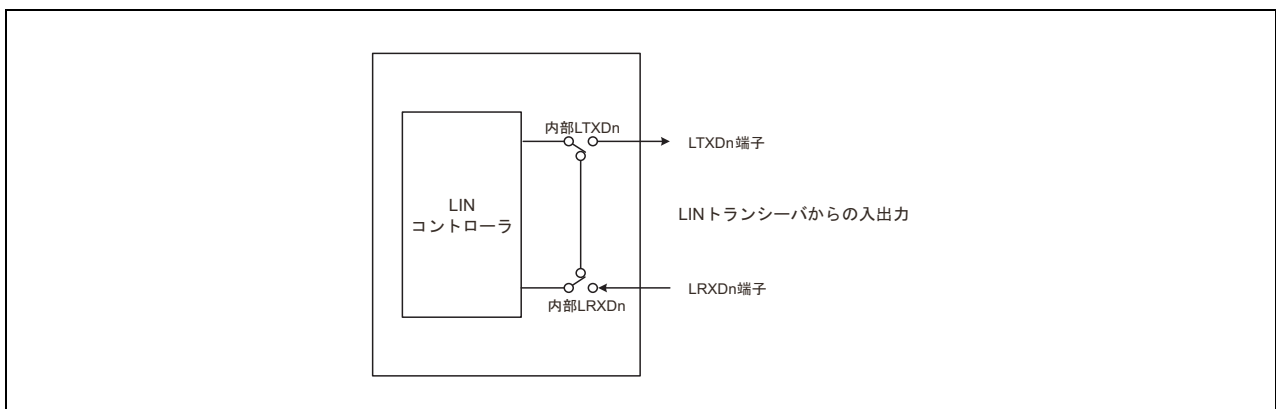 内部LTXDn
LTXDn端子
LIN
コントローラ
LINトランシーバからの入出力
LRXDn端子
内部LRXDn